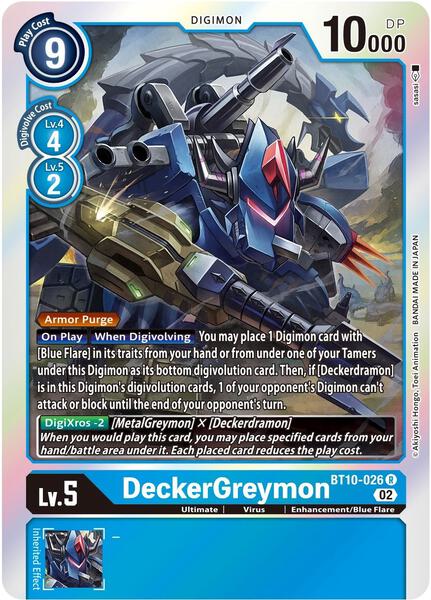 DIGIMON
Play Cost
9
10000 DP
Digivolve Cost
Lv.4
4
Lv.5
2
sasasi
Armor Purge
On Play When Digivolving You may place 1 Digimon card with
[Blue Flare] in its traits from your hand or from under one of your Tamers
under this Digimon as its bottom digivolution card. Then, if [Deckerdramon]
is in this Digimon's digivolution cards, 1 of your opponent's Digimon can't
attack or block until the end of your opponent's turn.
DigiXros -2 [MetalGreymon] × [Deckerdramon]
When you would play this card, you may place specified cards from your
hand/battle area under it. Each placed card reduces the play cost.
©Akiyoshi Hongo, Toei Animation BANDAI MADE IN JAPAN
Lv.5
DeckerGreymon
BT10-026 R
02
Ultimate | Virus | Enhancement/Blue Flare
Inherited Effect
–